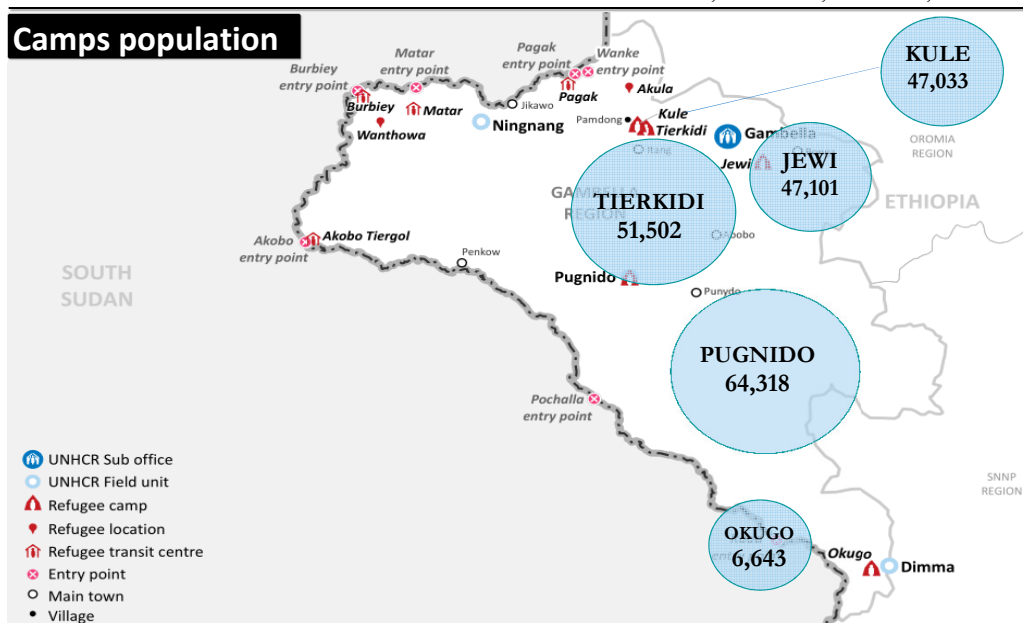 Camps population
Burbiey
entry point
Matar
entry point
Pagak
entry point
Wanke
entry point
KULE
47,033
Burbiey
Matar
Wanthowa
Jikawo
Ningnang
Pagak
Akula
Pamdong
Kule
Tierkidi
Itang
Gambella
Jewi
JEWI
47,101
OROMIA
REGION
ETHIOPIA
GAMBELLA
REGION
TIERKIDI
51,502
Abobo
Akobo
entry point
Akobo Tiergol
Penkow
Pugnido
Punydo
SOUTH
SUDAN
PUGNIDO
64,318
Pochalla
entry point
SNNP
REGION
OKUGO
6,643
Okugo
Dimma
UNHCR Sub office
UNHCR Field unit
Refugee camp
Refugee location
Refugee transit centre
Entry point
Main town
Village